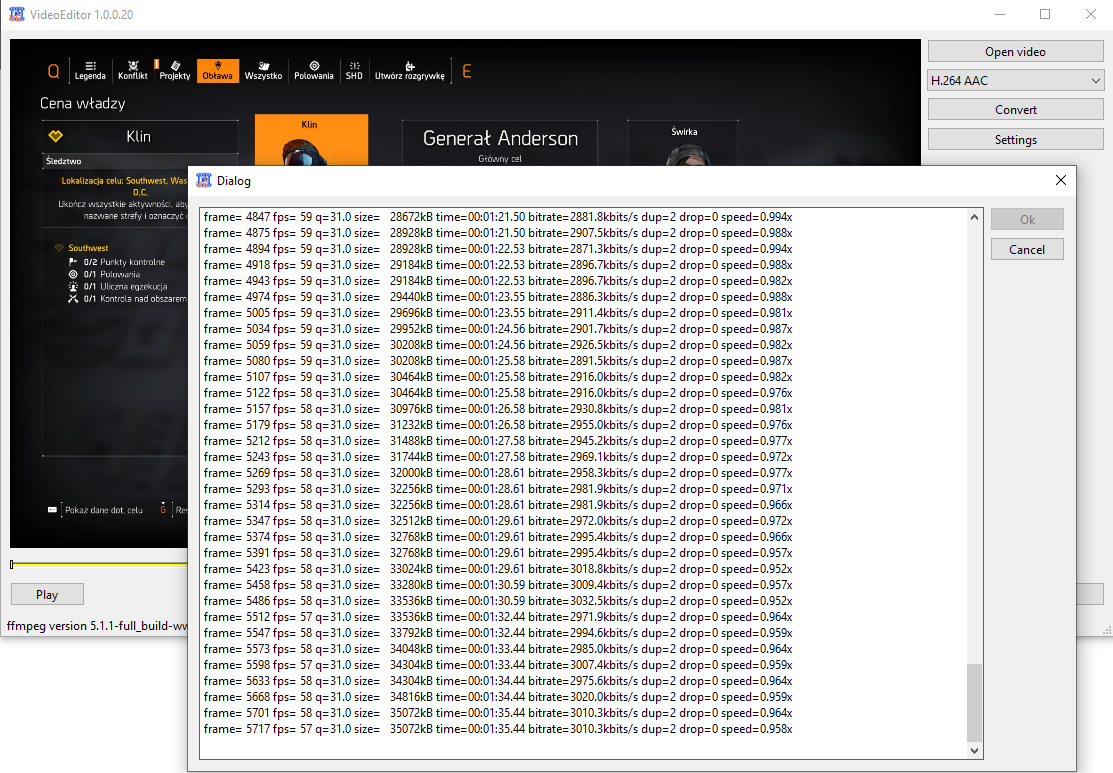 VideoEditor 1.0.0.20
Open video
H.264 AAC
Convert
Settings
Q Legenda Konflikt Projekty Obława Wszystko Polowania SHD Utwórz rozgrywkę E
Cena władzy
Klin
Śledztwo
Lokalizacja celu: Southwest,
D.C.
Ukończ wszystkie aktywności, aby
nazwane strefy i oznaczyć
Southwest
0/2 Punkty kontrolne
0/1 Polowania
0/1 Uliczna egzekucja
0/1 Kontrola nad obszarem
Klin
Generał Anderson
Główny cel
Świrka
Pokaż dane dot. celu G
Play
ffmpeg version 5.1.1-full_build-ww
Dialog
Ok
Cancel
frame= 4847 fps= 59 q=31.0 size= 28672kB time=00:01:21.50 bitrate=2881.8kbits/s dup=2 drop=0 speed=0.994x
frame= 4875 fps= 59 q=31.0 size= 28928kB time=00:01:21.50 bitrate=2907.5kbits/s dup=2 drop=0 speed=0.988x
frame= 4894 fps= 59 q=31.0 size= 28928kB time=00:01:22.53 bitrate=2871.3kbits/s dup=2 drop=0 speed=0.994x
frame= 4918 fps= 59 q=31.0 size= 29184kB time=00:01:22.53 bitrate=2896.7kbits/s dup=2 drop=0 speed=0.988x
frame= 4943 fps= 59 q=31.0 size= 29184kB time=00:01:22.53 bitrate=2896.7kbits/s dup=2 drop=0 speed=0.982x
frame= 4974 fps= 59 q=31.0 size= 29440kB time=00:01:23.55 bitrate=2886.3kbits/s dup=2 drop=0 speed=0.988x
frame= 5005 fps= 59 q=31.0 size= 29696kB time=00:01:23.55 bitrate=2911.4kbits/s dup=2 drop=0 speed=0.981x
frame= 5034 fps= 59 q=31.0 size= 29952kB time=00:01:24.56 bitrate=2901.7kbits/s dup=2 drop=0 speed=0.987x
frame= 5059 fps= 59 q=31.0 size= 30208kB time=00:01:24.56 bitrate=2926.5kbits/s dup=2 drop=0 speed=0.982x
frame= 5080 fps= 59 q=31.0 size= 30208kB time=00:01:25.58 bitrate=2891.5kbits/s dup=2 drop=0 speed=0.987x
frame= 5107 fps= 59 q=31.0 size= 30464kB time=00:01:25.58 bitrate=2916.0kbits/s dup=2 drop=0 speed=0.982x
frame= 5122 fps= 58 q=31.0 size= 30464kB time=00:01:25.58 bitrate=2916.0kbits/s dup=2 drop=0 speed=0.976x
frame= 5157 fps= 58 q=31.0 size= 30976kB time=00:01:26.58 bitrate=2930.8kbits/s dup=2 drop=0 speed=0.981x
frame= 5179 fps= 58 q=31.0 size= 31232kB time=00:01:26.58 bitrate=2955.0kbits/s dup=2 drop=0 speed=0.976x
frame= 5212 fps= 58 q=31.0 size= 31488kB time=00:01:27.58 bitrate=2945.2kbits/s dup=2 drop=0 speed=0.977x
frame= 5243 fps= 58 q=31.0 size= 31744kB time=00:01:27.58 bitrate=2969.1kbits/s dup=2 drop=0 speed=0.972x
frame= 5269 fps= 58 q=31.0 size= 32000kB time=00:01:28.61 bitrate=2958.3kbits/s dup=2 drop=0 speed=0.977x
frame= 5293 fps= 58 q=31.0 size= 32256kB time=00:01:28.61 bitrate=2981.9kbits/s dup=2 drop=0 speed=0.971x
frame= 5314 fps= 58 q=31.0 size= 32256kB time=00:01:28.61 bitrate=2981.9kbits/s dup=2 drop=0 speed=0.966x
frame= 5347 fps= 58 q=31.0 size= 32512kB time=00:01:29.61 bitrate=2972.0kbits/s dup=2 drop=0 speed=0.972x
frame= 5374 fps= 58 q=31.0 size= 32768kB time=00:01:29.61 bitrate=2995.4kbits/s dup=2 drop=0 speed=0.966x
frame= 5391 fps= 58 q=31.0 size= 32768kB time=00:01:29.61 bitrate=2995.4kbits/s dup=2 drop=0 speed=0.957x
frame= 5423 fps= 58 q=31.0 size= 33024kB time=00:01:29.61 bitrate=3018.8kbits/s dup=2 drop=0 speed=0.952x
frame= 5458 fps= 58 q=31.0 size= 33280kB time=00:01:30.59 bitrate=3009.4kbits/s dup=2 drop=0 speed=0.957x
frame= 5486 fps= 58 q=31.0 size= 33536kB time=00:01:30.59 bitrate=3032.5kbits/s dup=2 drop=0 speed=0.952x
frame= 5512 fps= 57 q=31.0 size= 33536kB time=00:01:32.44 bitrate=2971.9kbits/s dup=2 drop=0 speed=0.964x
frame= 5547 fps= 58 q=31.0 size= 33792kB time=00:01:32.44 bitrate=2994.6kbits/s dup=2 drop=0 speed=0.959x
frame= 5573 fps= 58 q=31.0 size= 34048kB time=00:01:33.44 bitrate=2985.0kbits/s dup=2 drop=0 speed=0.964x
frame= 5598 fps= 57 q=31.0 size= 34304kB time=00:01:33.44 bitrate=3007.4kbits/s dup=2 drop=0 speed=0.959x
frame= 5633 fps= 58 q=31.0 size= 34304kB time=00:01:34.44 bitrate=2975.6kbits/s dup=2 drop=0 speed=0.964x
frame= 5668 fps= 58 q=31.0 size= 34816kB time=00:01:34.44 bitrate=3020.0kbits/s dup=2 drop=0 speed=0.959x
frame= 5701 fps= 58 q=31.0 size= 35072kB time=00:01:35.44 bitrate=3010.3kbits/s dup=2 drop=0 speed=0.964x
frame= 5717 fps= 57 q=31.0 size= 35072kB time=00:01:35.44 bitrate=3010.3kbits/s dup=2 drop=0 speed=0.958x